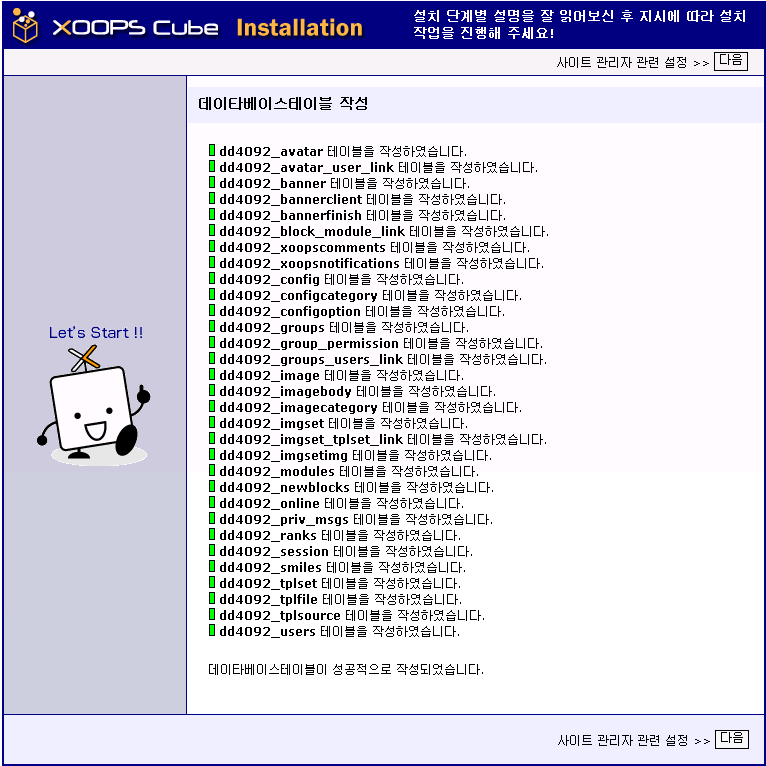 XOOPS Cube Installation
설치 단계별 설명을 잘 읽어보신 후 지시에 따라 설치
작업을 진행해 주세요!
사이트 관리자 관련 설정 >> 다음
데이타베이스테이블 작성
dd4092_avatar 테이블을 작성하였습니다.
dd4092_avatar_user_link 테이블을 작성하였습니다.
dd4092_banner 테이블을 작성하였습니다.
dd4092_bannerclient 테이블을 작성하였습니다.
dd4092_bannerfinish 테이블을 작성하였습니다.
dd4092_block_module_link 테이블을 작성하였습니다.
dd4092_xoopscomments 테이블을 작성하였습니다.
dd4092_xoopsnotifications 테이블을 작성하였습니다.
dd4092_config 테이블을 작성하였습니다.
dd4092_configcategory 테이블을 작성하였습니다.
dd4092_configoption 테이블을 작성하였습니다.
dd4092_groups 테이블을 작성하였습니다.
dd4092_group_permission 테이블을 작성하였습니다.
dd4092_groups_users_link 테이블을 작성하였습니다.
dd4092_image 테이블을 작성하였습니다.
dd4092_imagebody 테이블을 작성하였습니다.
dd4092_imagecategory 테이블을 작성하였습니다.
dd4092_imgset 테이블을 작성하였습니다.
dd4092_imgset_tplset_link 테이블을 작성하였습니다.
dd4092_imgsetimg 테이블을 작성하였습니다.
dd4092_modules 테이블을 작성하였습니다.
dd4092_newblocks 테이블을 작성하였습니다.
dd4092_online 테이블을 작성하였습니다.
dd4092_priv_msgs 테이블을 작성하였습니다.
dd4092_ranks 테이블을 작성하였습니다.
dd4092_session 테이블을 작성하였습니다.
dd4092_smiles 테이블을 작성하였습니다.
dd4092_tplset 테이블을 작성하였습니다.
dd4092_tplfile 테이블을 작성하였습니다.
dd4092_tplsource 테이블을 작성하였습니다.
dd4092_users 테이블을 작성하였습니다.
데이타베이스테이블이 성공적으로 작성되었습니다.
Let's Start !!
사이트 관리자 관련 설정 >> 다음